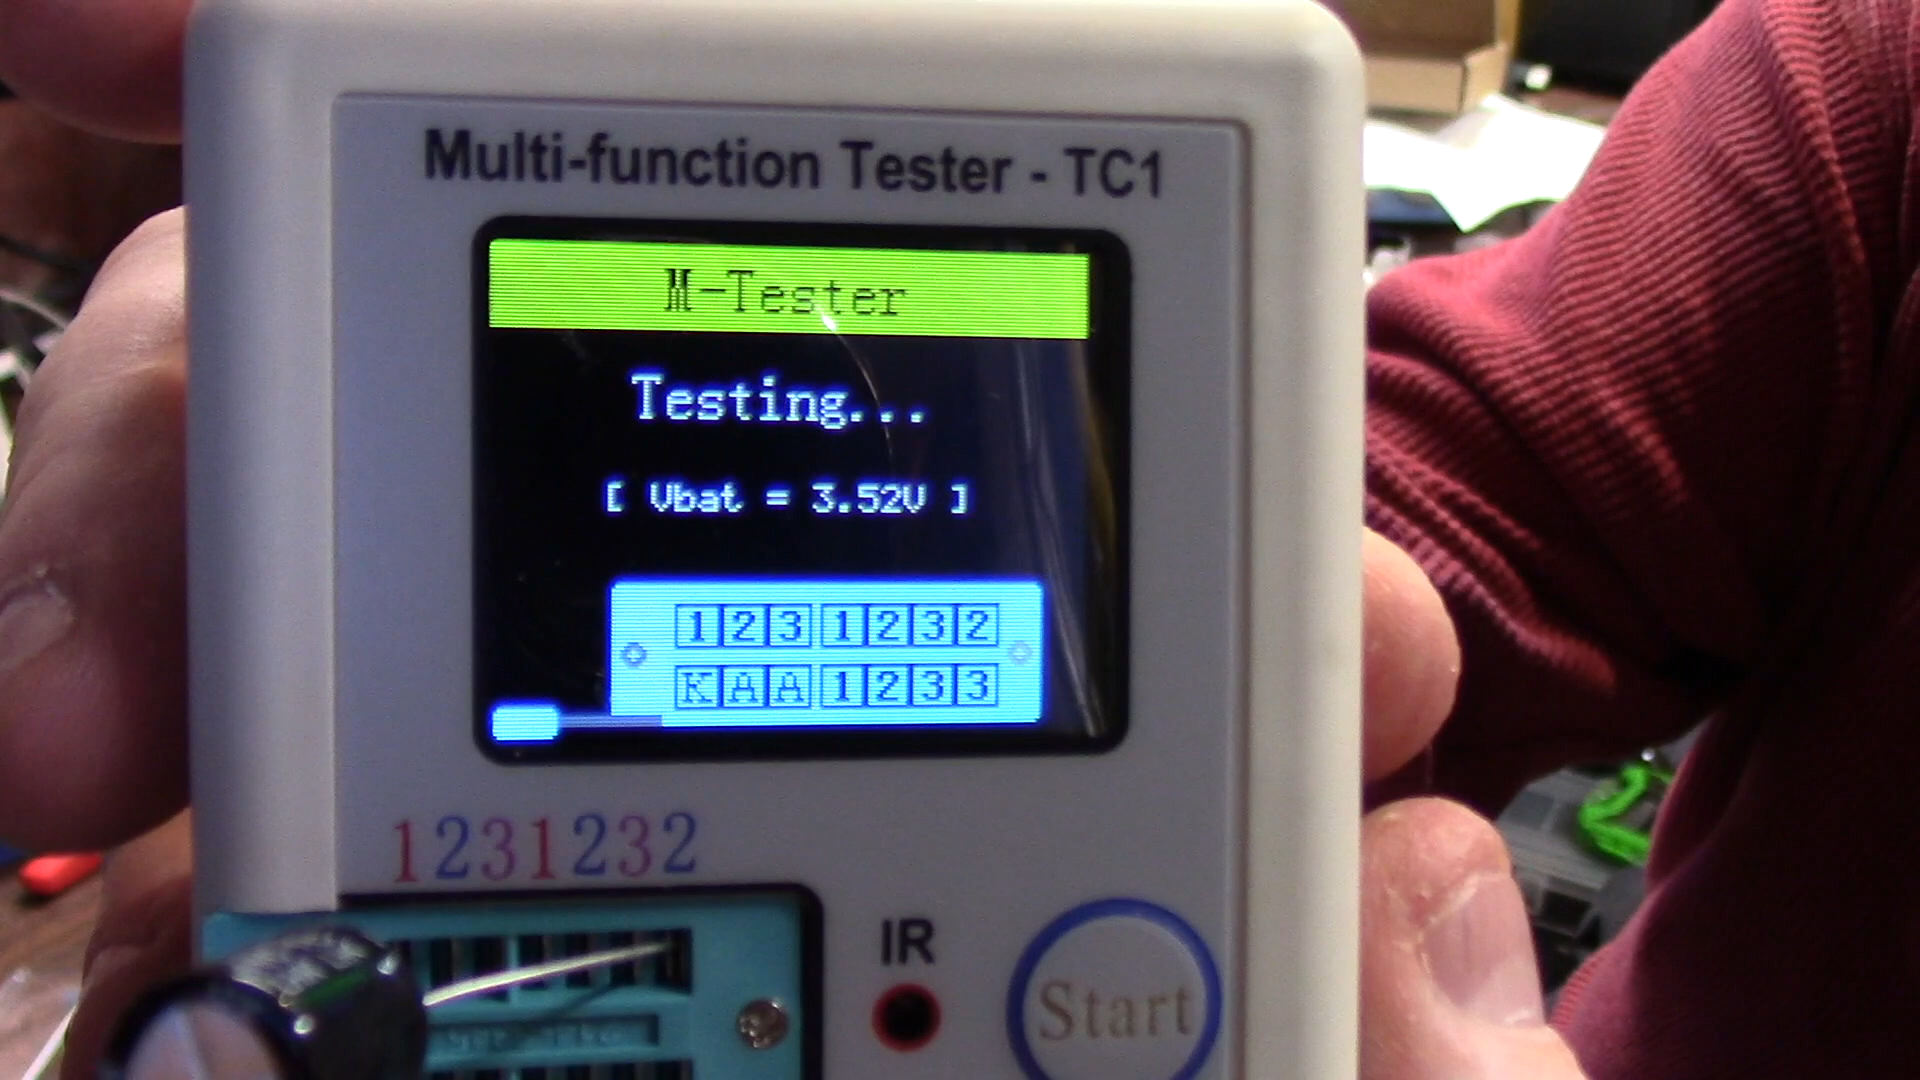 Multi-function Tester - TC1
M-Tester
Testing...
[ Vbat = 3.52V ]
1231232
KAA1233
1231232
IR
Start